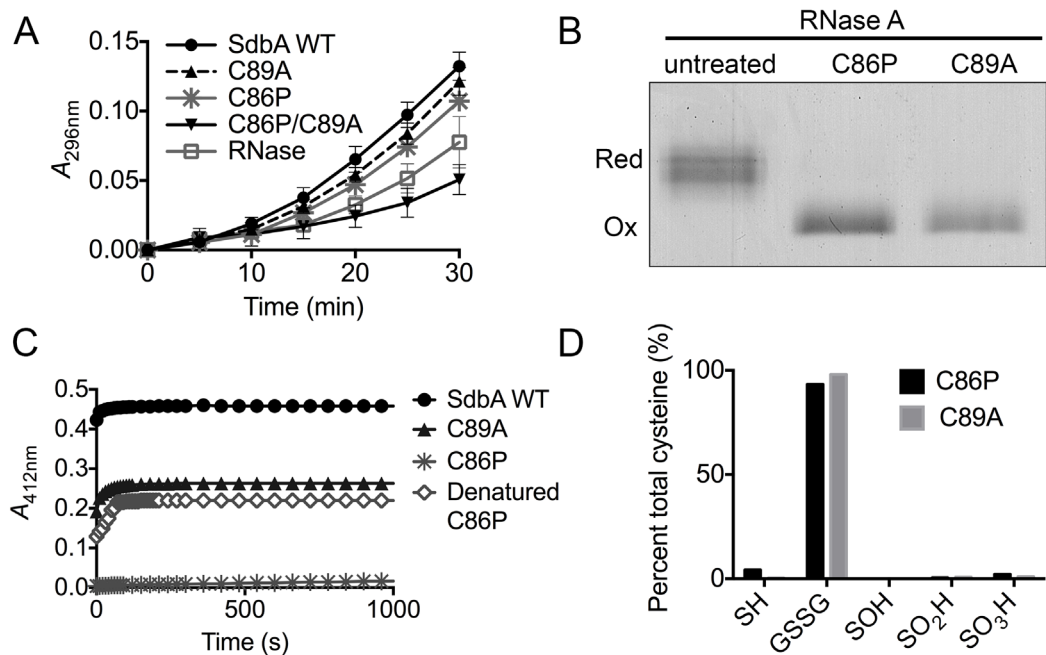 A
0.15
0.10
0.05
0.00
A296nm
0
10
20
30
Time (min)
SdbA WT
C89A
C86P
C86P/C89A
RNase
B
RNase A
untreated C86P C89A
Red
Ox
C
0.5
0.4
0.3
0.2
0.1
0.0
A412nm
0
500
1000
Time (s)
SdbA WT
C89A
C86P
Denatured
C86P
D
Percent total cysteine (%)
100
50
0
C86P
C89A
SH
GSSG
SOH
SO2H
SO3H